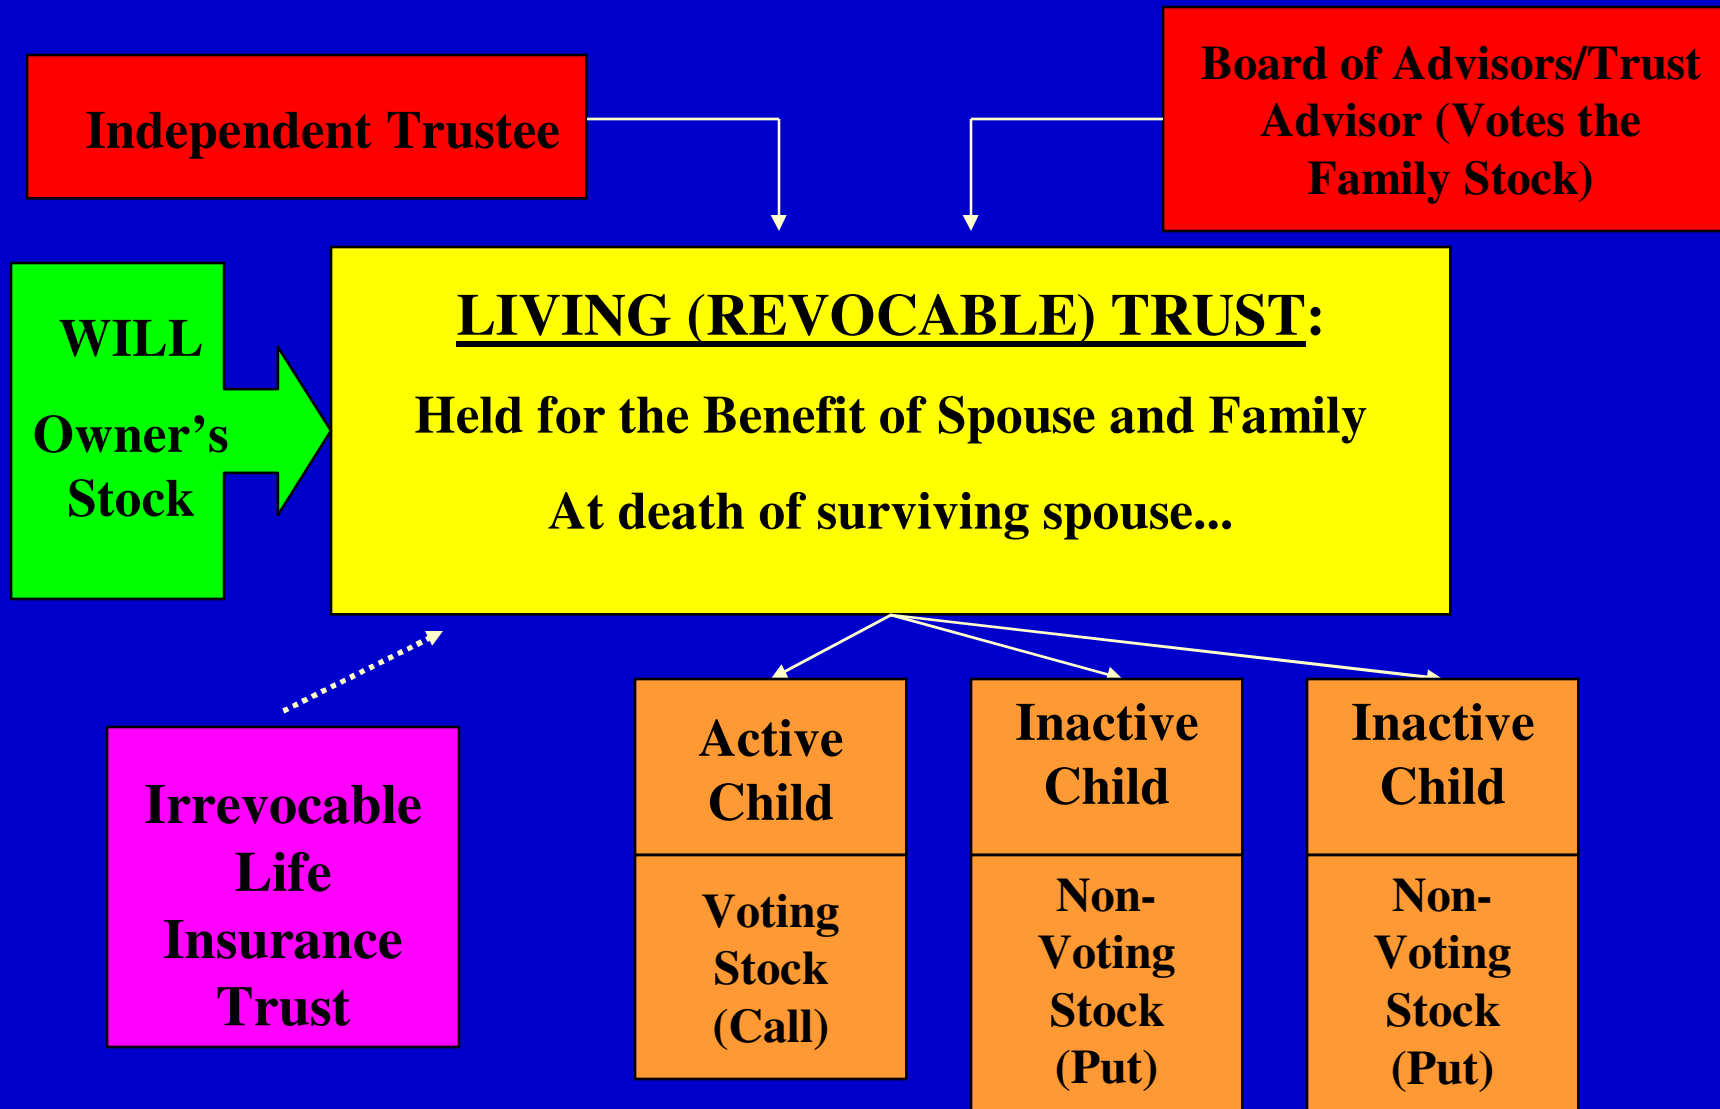 Independent Trustee
Board of Advisors/Trust
Advisor (Votes the
Family Stock)
WILL
Owner’s
Stock
LIVING (REVOCABLE) TRUST:
Held for the Benefit of Spouse and Family
At death of surviving spouse...
Irrevocable
Life
Insurance
Trust
Active
Child
Voting
Stock
(Call)
Inactive
Child
Non-
Voting
Stock
(Put)
Inactive
Child
Non-
Voting
Stock
(Put)